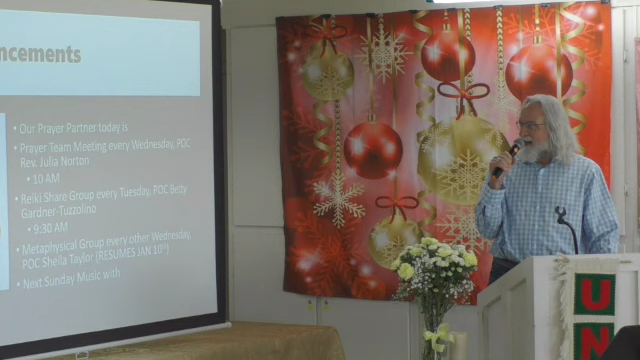 ncements
• Our Prayer Partner today is
• Prayer Team Meeting every Wednesday, POC
Rev. Julia Norton
• 10 AM
• Reiki Share Group every Tuesday, POC Betty
Gardner-Tuzzolino
• 9:30 AM
• Metaphysical Group every other Wednesday,
POC Sheila Taylor (RESUMES JAN 10th)
• Next Sunday Music with
U
N
UN